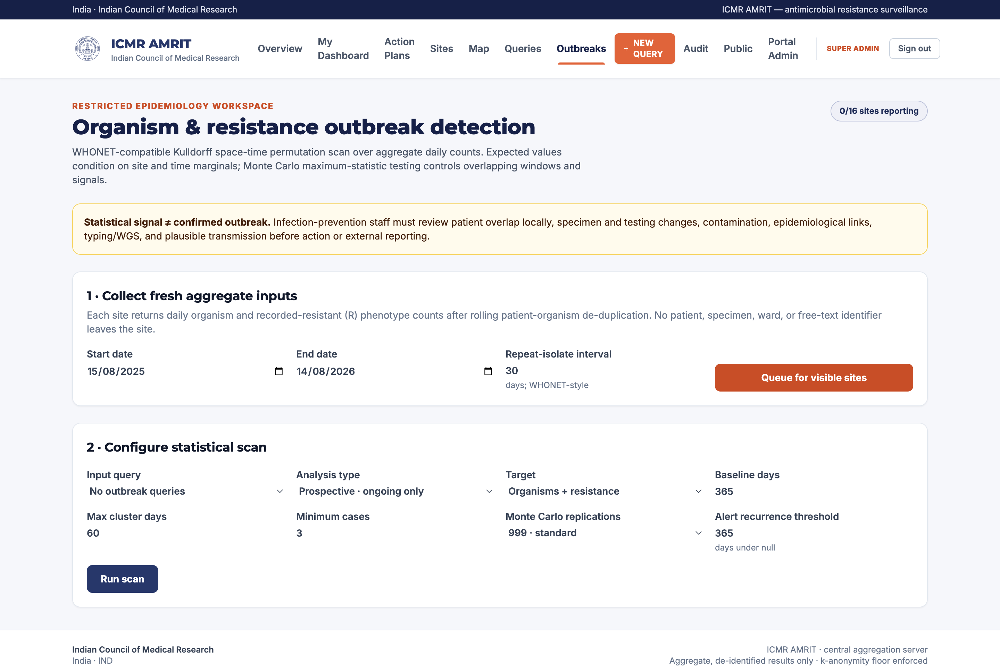 India · Indian Council of Medical Research
ICMR AMRIT — antimicrobial resistance surveillance
ICMR AMRIT
Indian Council of Medical Research
Overview
My
Dashboard
Action
Plans
Sites
Map
Queries
Outbreaks
+ NEW
QUERY
Audit
Public
Portal
Admin
SUPER ADMIN
Sign out
RESTRICTED EPIDEMIOLOGY WORKSPACE
0/16 sites reporting
Organism & resistance outbreak detection
WHONET-compatible Kulldorff space-time permutation scan over aggregate daily counts. Expected values
condition on site and time marginals; Monte Carlo maximum-statistic testing controls overlapping windows and
signals.
Statistical signal ≠ confirmed outbreak. Infection-prevention staff must review patient overlap locally, specimen and testing changes, contamination, epidemiological links,
typing/WGS, and plausible transmission before action or external reporting.
1 · Collect fresh aggregate inputs
Each site returns daily organism and recorded-resistant (R) phenotype counts after rolling patient-organism de-duplication. No patient, specimen, ward, or free-text identifier
leaves the site.
Start date
15/08/2025
End date
14/08/2026
Repeat-isolate interval
30
days; WHONET-style
Queue for visible sites
2 · Configure statistical scan
Input query
No outbreak queries
Analysis type
Prospective · ongoing only
Target
Organisms + resistance
Baseline days
365
Max cluster days
60
Minimum cases
3
Monte Carlo replications
999 · standard
Alert recurrence threshold
365
days under null
Run scan
Indian Council of Medical Research
India · IND
ICMR AMRIT · central aggregation server
Aggregate, de-identified results only · k-anonymity floor enforced